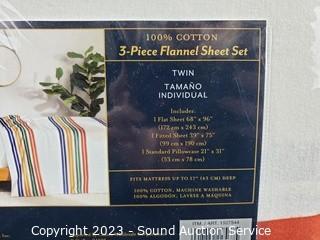 100% COTTON
3-Piece Flannel Sheet Set
TWIN
TAMAÑO
INDIVIDUAL
Includes:
1 Flat Sheet 68" x 96"
(172 cm x 243 cm)
1 Fitted Sheet 39" x 75"
(99 cm x 190 cm)
1 Standard Pillowcase 21" x 31"
(53 cm x 78 cm)
FITS MATTRESS UP TO 17" (43 CM) DEEP
100% COTTON, MACHINE WASHABLE
100% ALGODÓN, LAVESE A MÁQUINA
ITM. / ART. 1527544
Copyright 2023 - Sound Auction Service